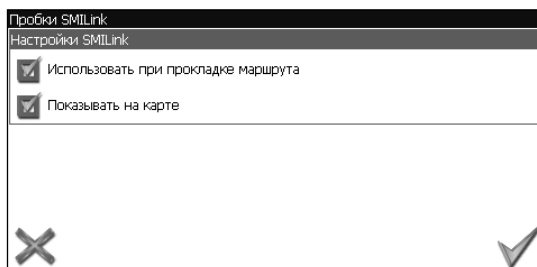 Пробки SMILink
Настройки SMILink
Использовать при прокладке маршрута
Показывать на карте